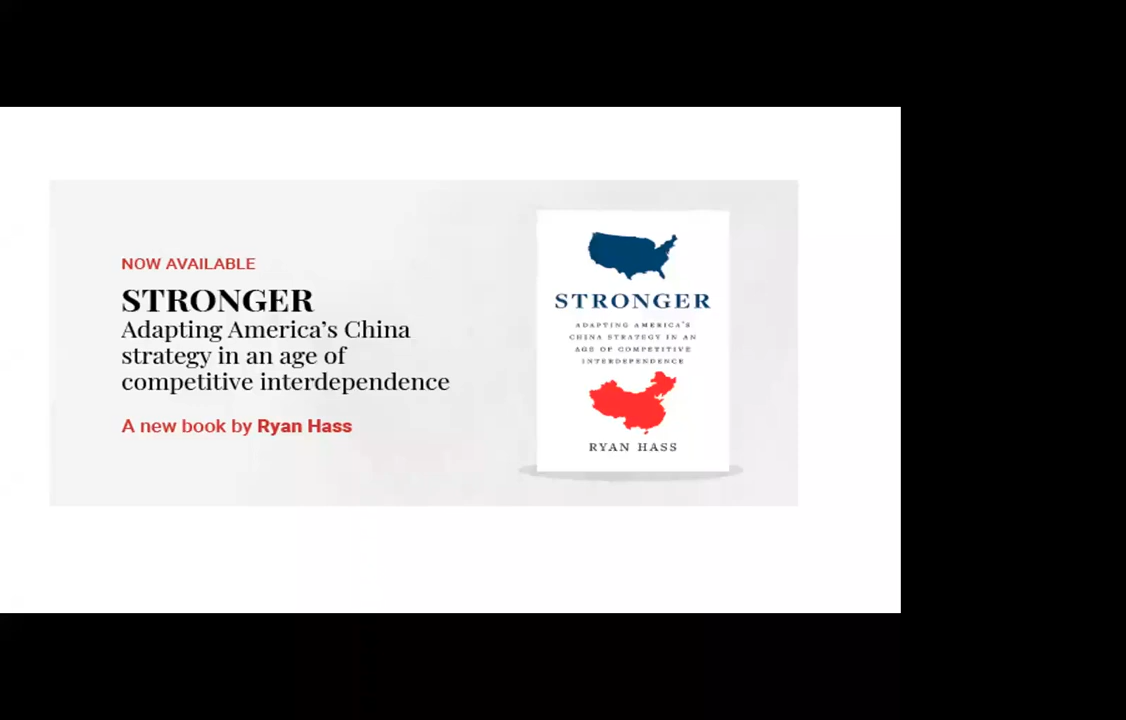 NOW AVAILABLE
STRONGER
Adapting America’s China
strategy in an age of
competitive interdependence
A new book by Ryan Hass
STRONGER
ADAPTING AMERICA’S
CHINA STRATEGY IN AN
AGE OF COMPETITIVE
INTERDEPENDENCE
RYAN HASS